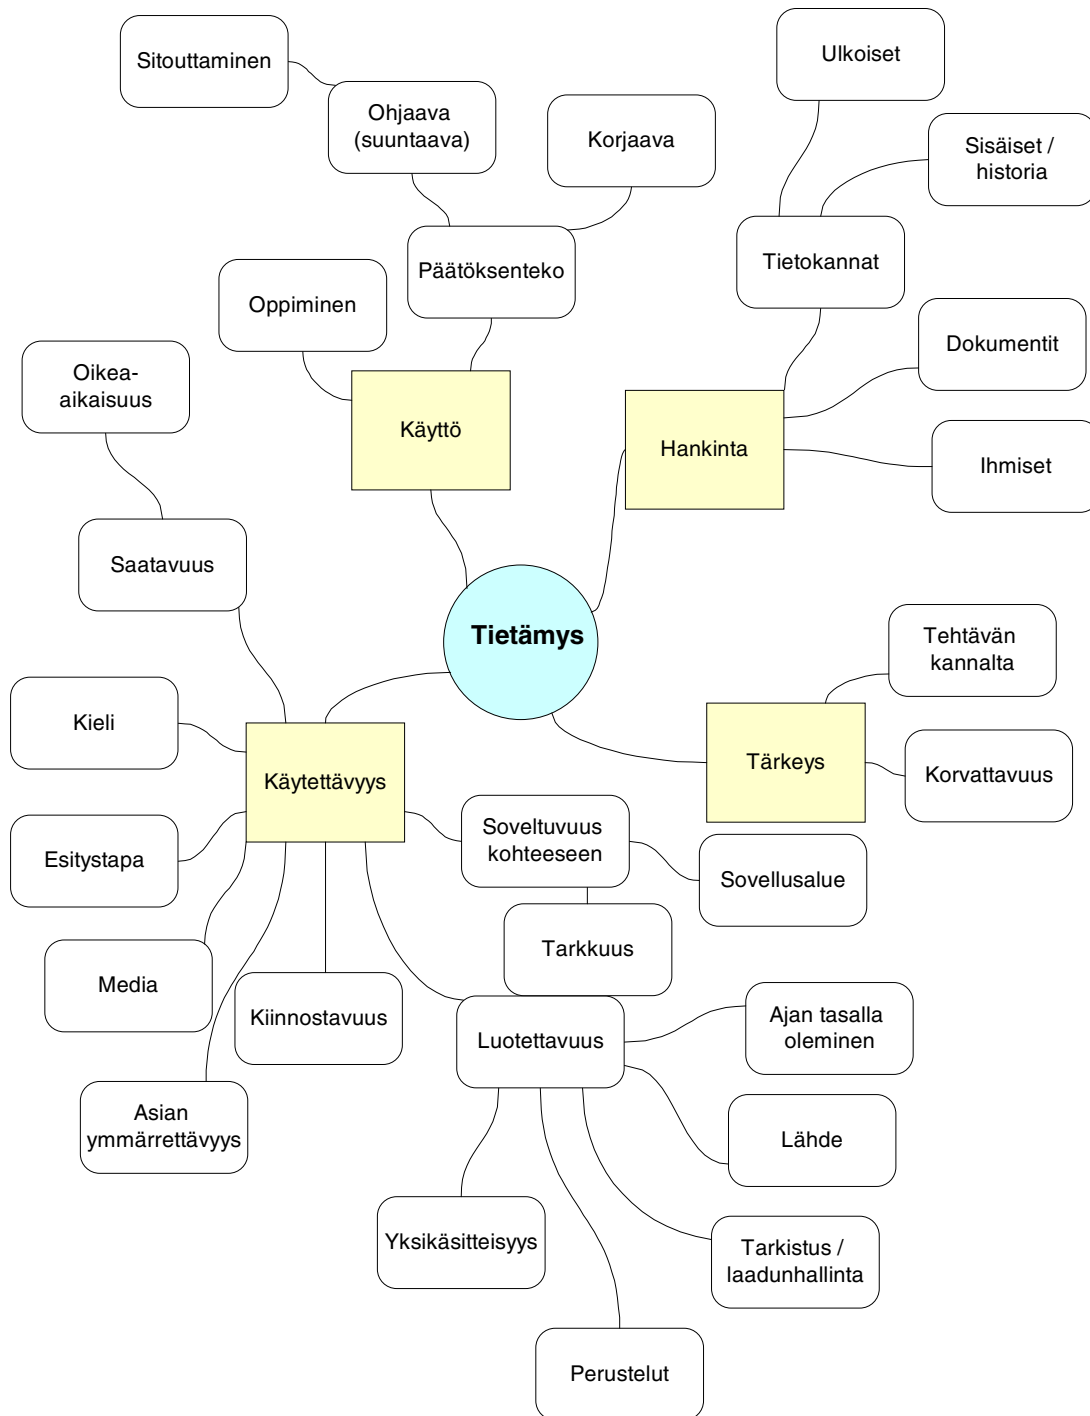 Ulkoiset
Sitouttaminen
Ohjaava
(suuntaava)
Korjaava
Sisäiset /
historia
Päätöksenteko
Tietokannat
Oppiminen
Dokumentit
Oikea-
aikaisuus
Käyttö
Hankinta
Ihmiset
Saatavuus
Tietämys
Tehtävän
kannalta
Kieli
Käytettävyys
Tärkeys
Korvattavuus
Esitystapa
Soveltuvuus
kohteeseen
Sovellusalue
Tarkkuus
Media
Kiinnostavuus
Luotettavuus
Ajan tasalla
oleminen
Asian
ymmärrettävyys
Lähde
Yksikäsitteisyys
Tarkistus /
laadunhallinta
Perustelut